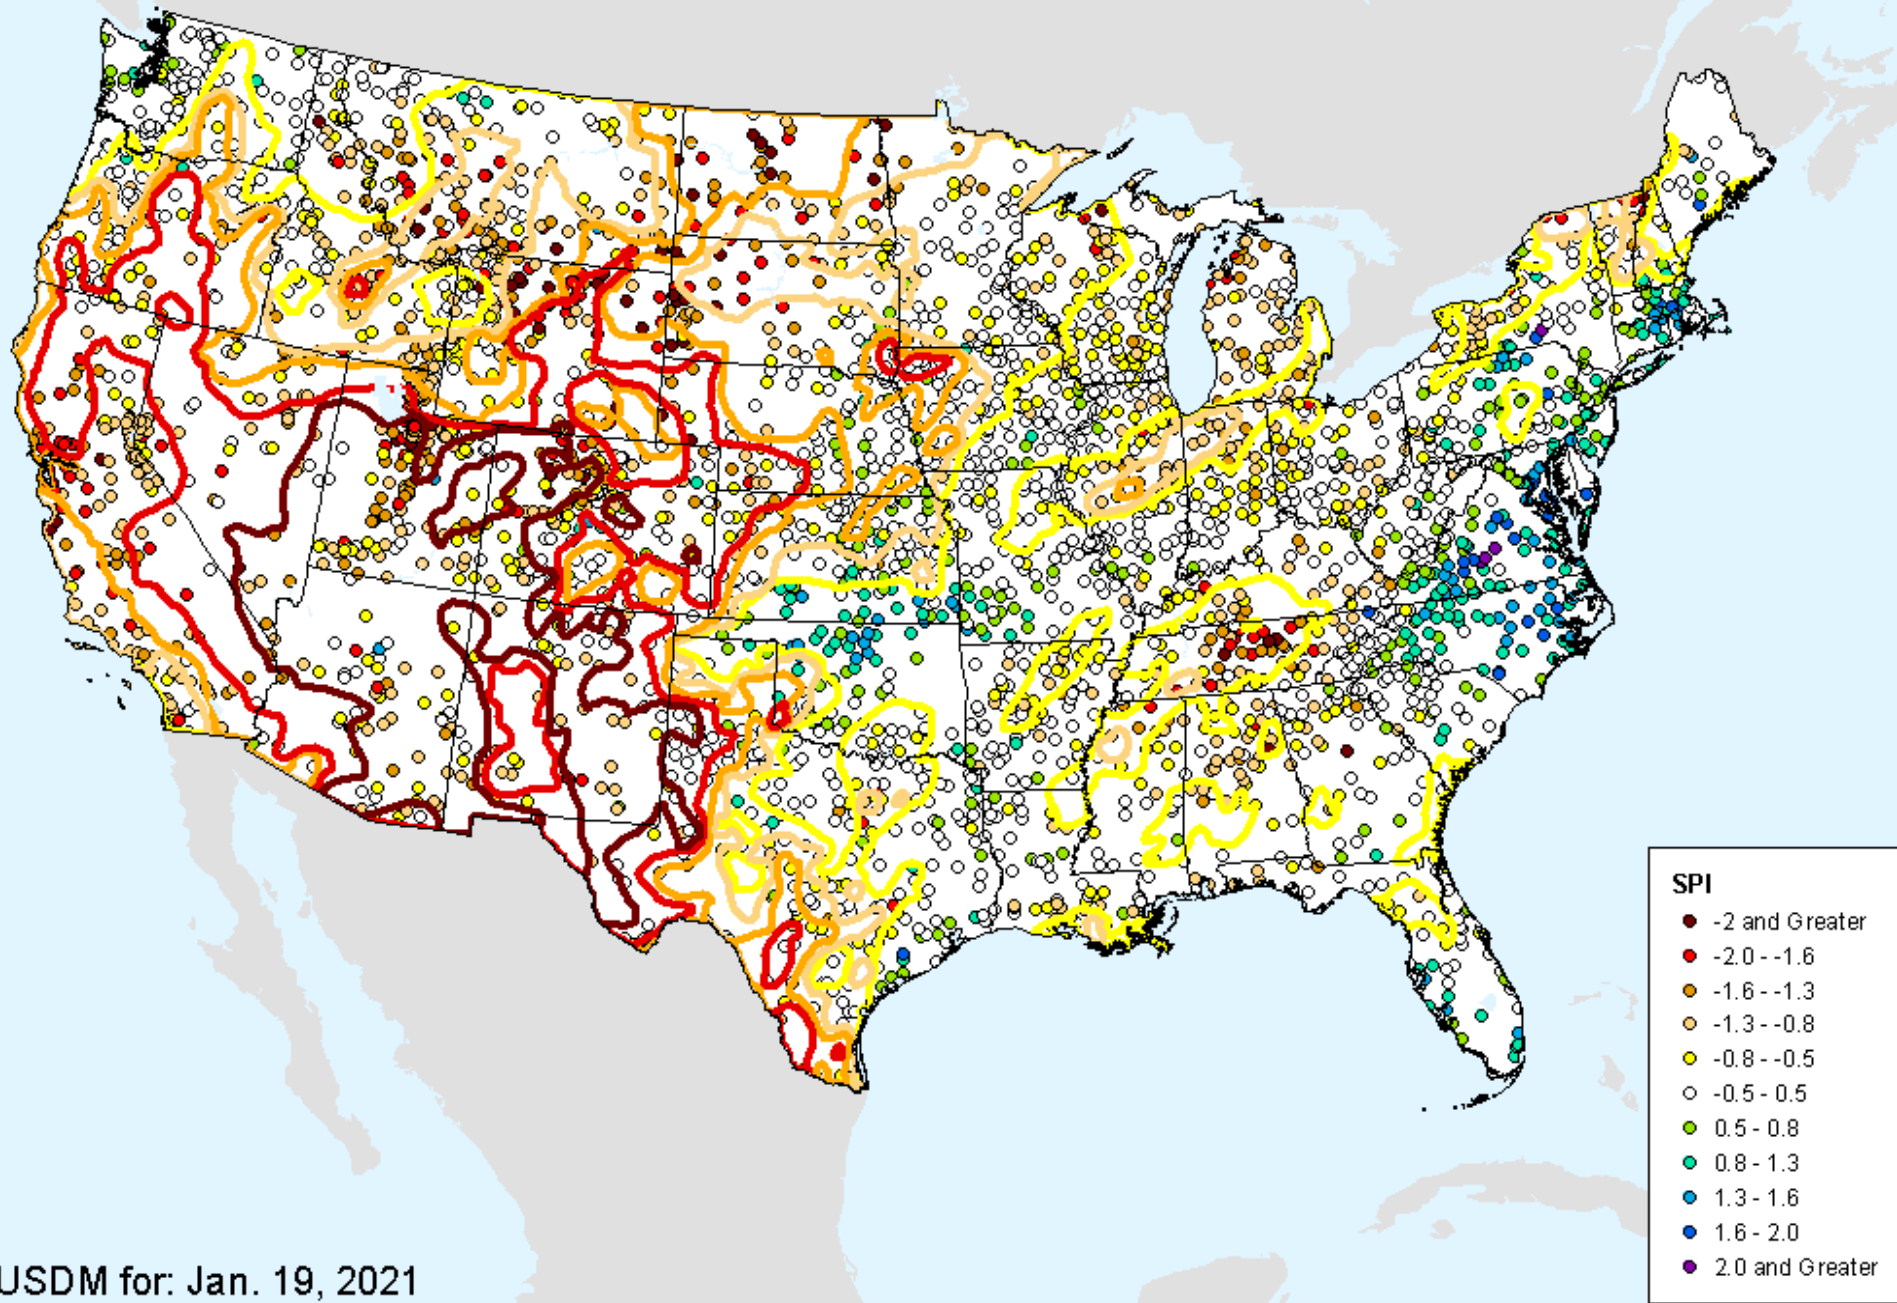 SPI
-2 and Greater
-2.0 - -1.6
-1.6 - -1.3
-1.3 - -0.8
-0.8 - -0.5
-0.5 - 0.5
0.5 - 0.8
0.8 - 1.3
1.3 - 1.6
1.6 - 2.0
2.0 and Greater
USDM for: Jan. 19, 2021